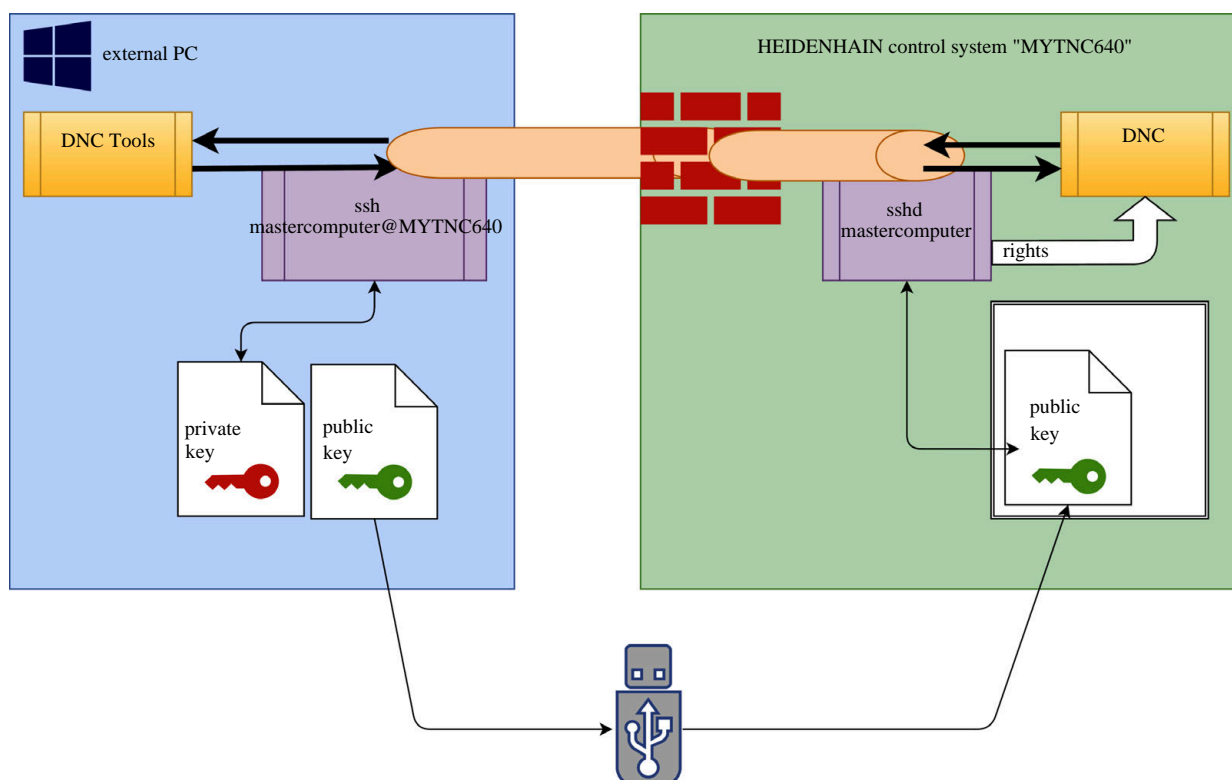 external PC
HEIDENHAIN control system "MYTNC640"
DNC Tools
DNC
ssh
mastercomputer@MYTNC640
sshd
mastercomputer
rights
private
key
public
key
public
key